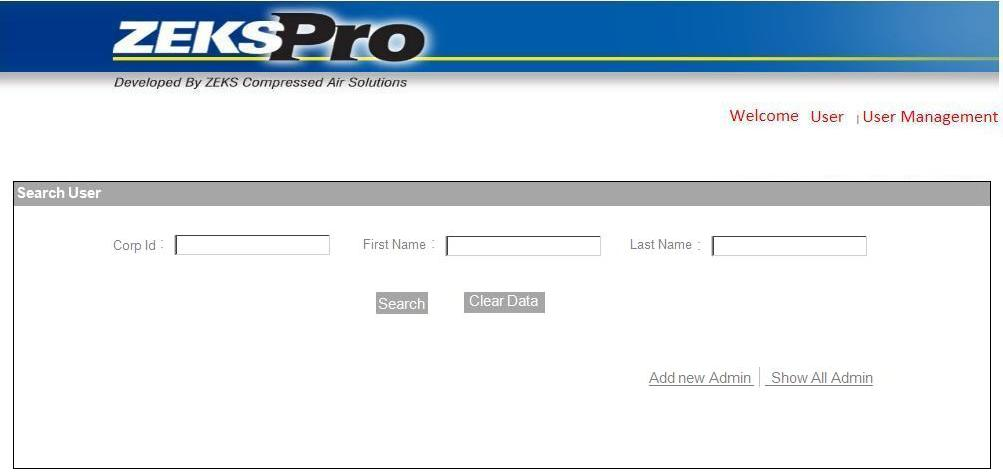 ZEKSPro
Developed By ZEKS Compressed Air Solutions
Welcome User | User Management
Search User
Corp Id : First Name : Last Name :
Search Clear Data
Add new Admin | Show All Admin